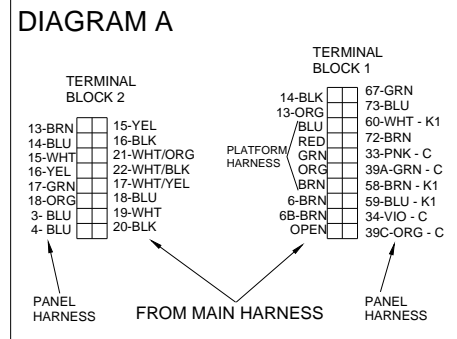 DIAGRAM A
TERMINAL
BLOCK 2
13-BRN
14-BLU
15-WHT
16-YEL
17-GRN
18-ORG
3- BLU
4- BLU
15-YEL
16-BLK
21-WHT/ORG
22-WHT/BLK
17-WHT/YEL
18-BLU
19-WHT
20-BLK
TERMINAL
BLOCK 1
14-BLK
13-ORG
BLU
RED
GRN
ORG
BRN
6-BRN
6B-BRN
OPEN
PLATFORM
HARNESS
67-GRN
73-BLU
60-WHT - K1
72-BRN
33-PNK - C
39A-GRN - C
58-BRN - K1
59-BLU - K1
34-VIO - C
39C-ORG - C
PANEL
HARNESS
FROM MAIN HARNESS
PANEL
HARNESS